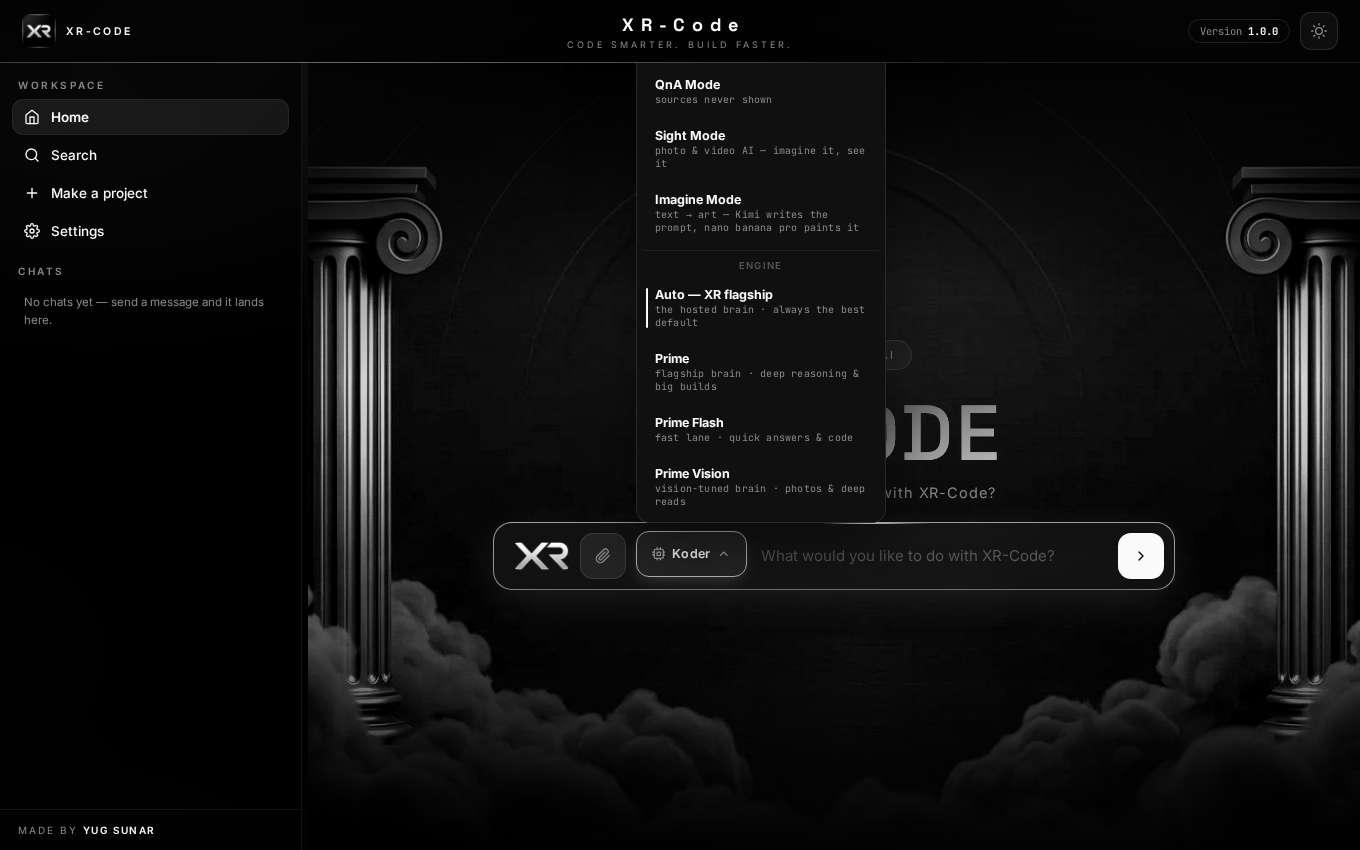 XR
XR-CODE
XR-Code
CODE SMARTER. BUILD FASTER.
Version 1.0.0
WORKSPACE
Home
Search
Make a project
Settings
CHATS
No chats yet — send a message and it lands
here.
QnA Mode
sources never shown
Sight Mode
photo & video AI — imagine it, see
it
Imagine Mode
text → art — Kimi writes the
prompt, nano banana pro paints it
ENGINE
Auto — XR flagship
the hosted brain · always the best
default
Prime
flagship brain · deep reasoning &
big builds
Prime Flash
fast lane · quick answers & code
Prime Vision
vision-tuned brain · photos & deep
reads
ODE
with XR-Code?
XR
Koder
What would you like to do with XR-Code?
MADE BY YUG SUNAR